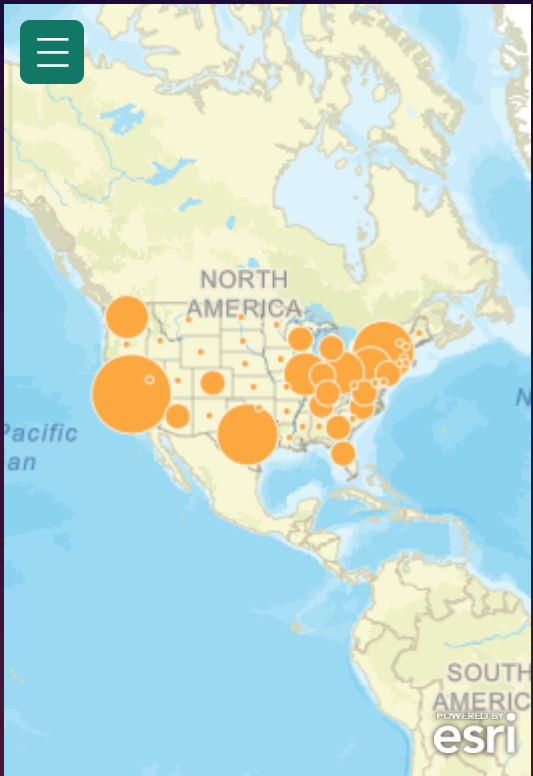 NORTH
AMERICA
Pacific
an
N
SOUTH
AMERIC
POWERED BY
esri